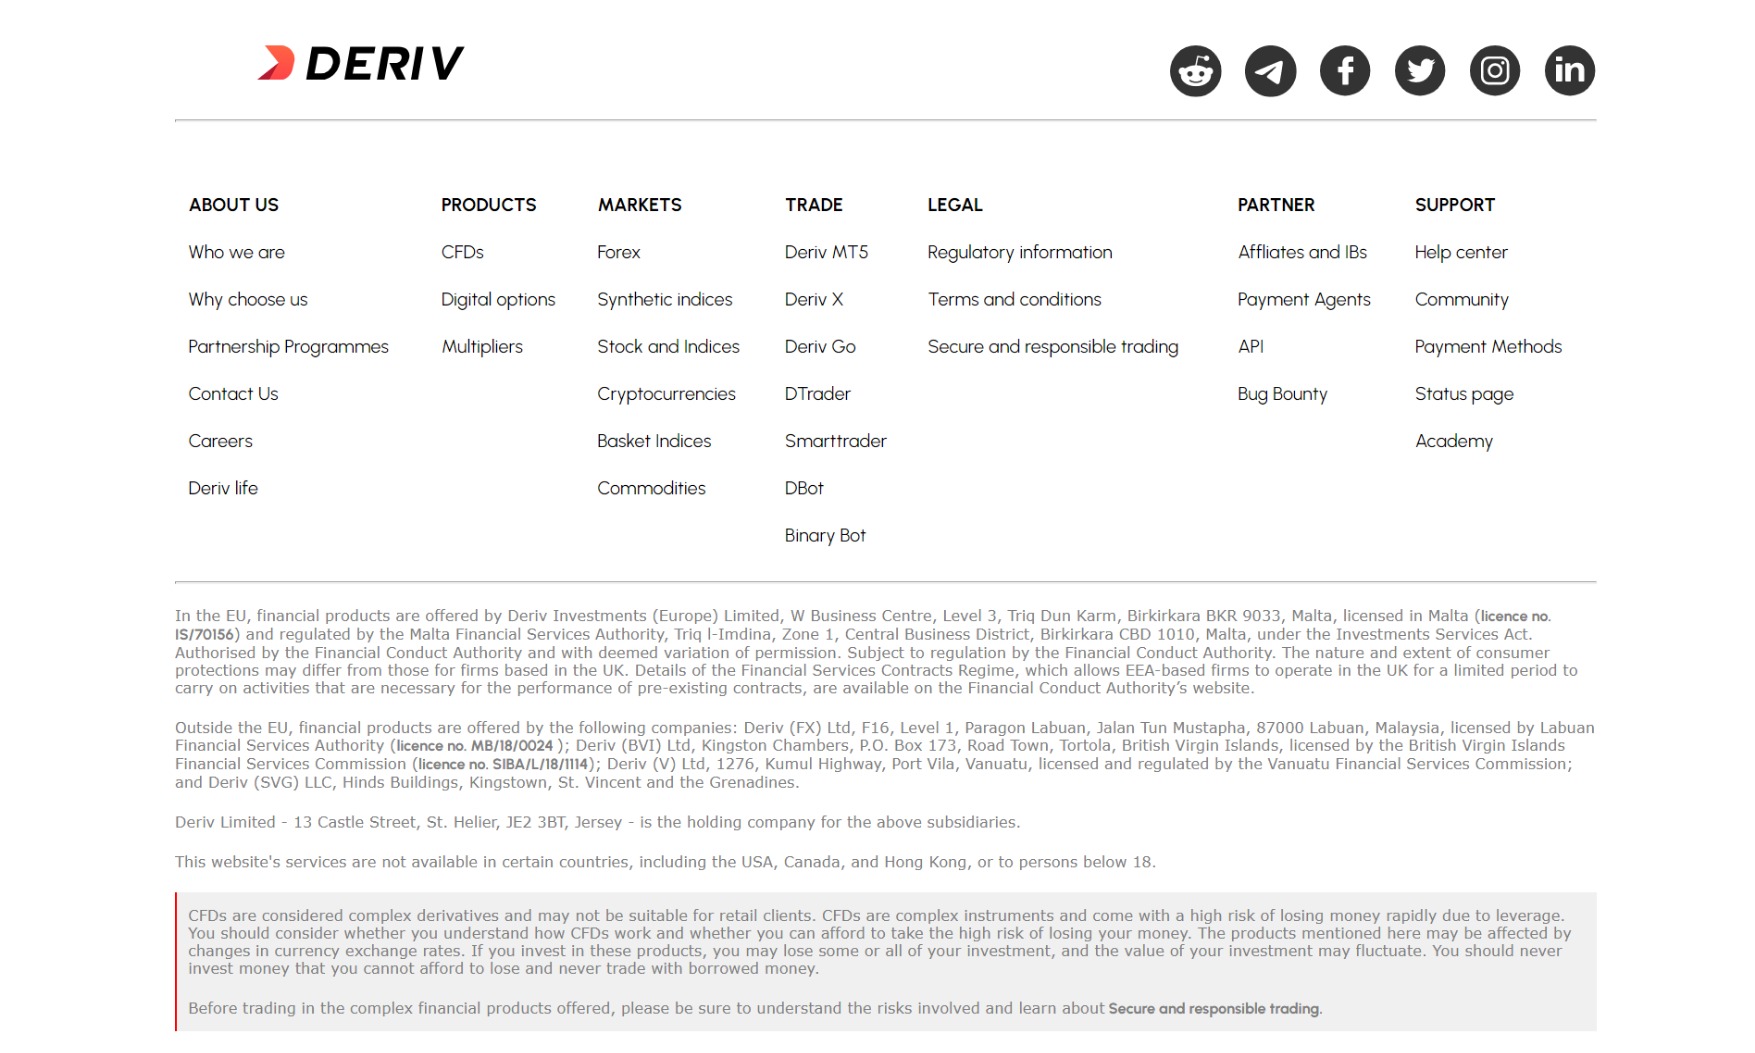 DERIV
ABOUT US
Who we are
Why choose us
Partnership Programmes
Contact Us
Careers
Deriv life
PRODUCTS
CFDs
Digital options
Multipliers
MARKETS
Forex
Synthetic indices
Stock and Indices
Cryptocurrencies
Basket Indices
Commodities
TRADE
Deriv MT5
Deriv X
Deriv Go
DTrader
Smarttrader
DBot
Binary Bot
LEGAL
Regulatory information
Terms and conditions
Secure and responsible trading
PARTNER
Affliates and IBs
Payment Agents
API
Bug Bounty
SUPPORT
Help center
Community
Payment Methods
Status page
Academy
In the EU, financial products are offered by Deriv Investments (Europe) Limited, W Business Centre, Level 3, Triq Dun Karm, Birkirkara BKR 9033, Malta, licensed in Malta (licence no.
IS/70156) and regulated by the Malta Financial Services Authority, Triq l-Imdina, Zone 1, Central Business District, Birkirkara CBD 1010, Malta, under the Investments Services Act.
Authorised by the Financial Conduct Authority and with deemed variation of permission. Subject to regulation by the Financial Conduct Authority. The nature and extent of consumer
protections may differ from those for firms based in the UK. Details of the Financial Services Contracts Regime, which allows EEA-based firms to operate in the UK for a limited period to
carry on activities that are necessary for the performance of pre-existing contracts, are available on the Financial Conduct Authority’s website.
Outside the EU, financial products are offered by the following companies: Deriv (FX) Ltd, F16, Level 1, Paragon Labuan, Jalan Tun Mustapha, 87000 Labuan, Malaysia, licensed by Labuan
Financial Services Authority (licence no. MB/18/0024 ); Deriv (BVI) Ltd, Kingston Chambers, P.O. Box 173, Road Town, Tortola, British Virgin Islands, licensed by the British Virgin Islands
Financial Services Commission (licence no. SIBA/L/18/1114); Deriv (V) Ltd, 1276, Kumul Highway, Port Vila, Vanuatu, licensed and regulated by the Vanuatu Financial Services Commission;
and Deriv (SVG) LLC, Hinds Buildings, Kingstown, St. Vincent and the Grenadines.
Deriv Limited - 13 Castle Street, St. Helier, JE2 3BT, Jersey - is the holding company for the above subsidiaries.
This website's services are not available in certain countries, including the USA, Canada, and Hong Kong, or to persons below 18.
CFDs are considered complex derivatives and may not be suitable for retail clients. CFDs are complex instruments and come with a high risk of losing money rapidly due to leverage.
You should consider whether you understand how CFDs work and whether you can afford to take the high risk of losing your money. The products mentioned here may be affected by
changes in currency exchange rates. If you invest in these products, you may lose some or all of your investment, and the value of your investment may fluctuate. You should never
invest money that you cannot afford to lose and never trade with borrowed money.
Before trading in the complex financial products offered, please be sure to understand the risks involved and learn about Secure and responsible trading.